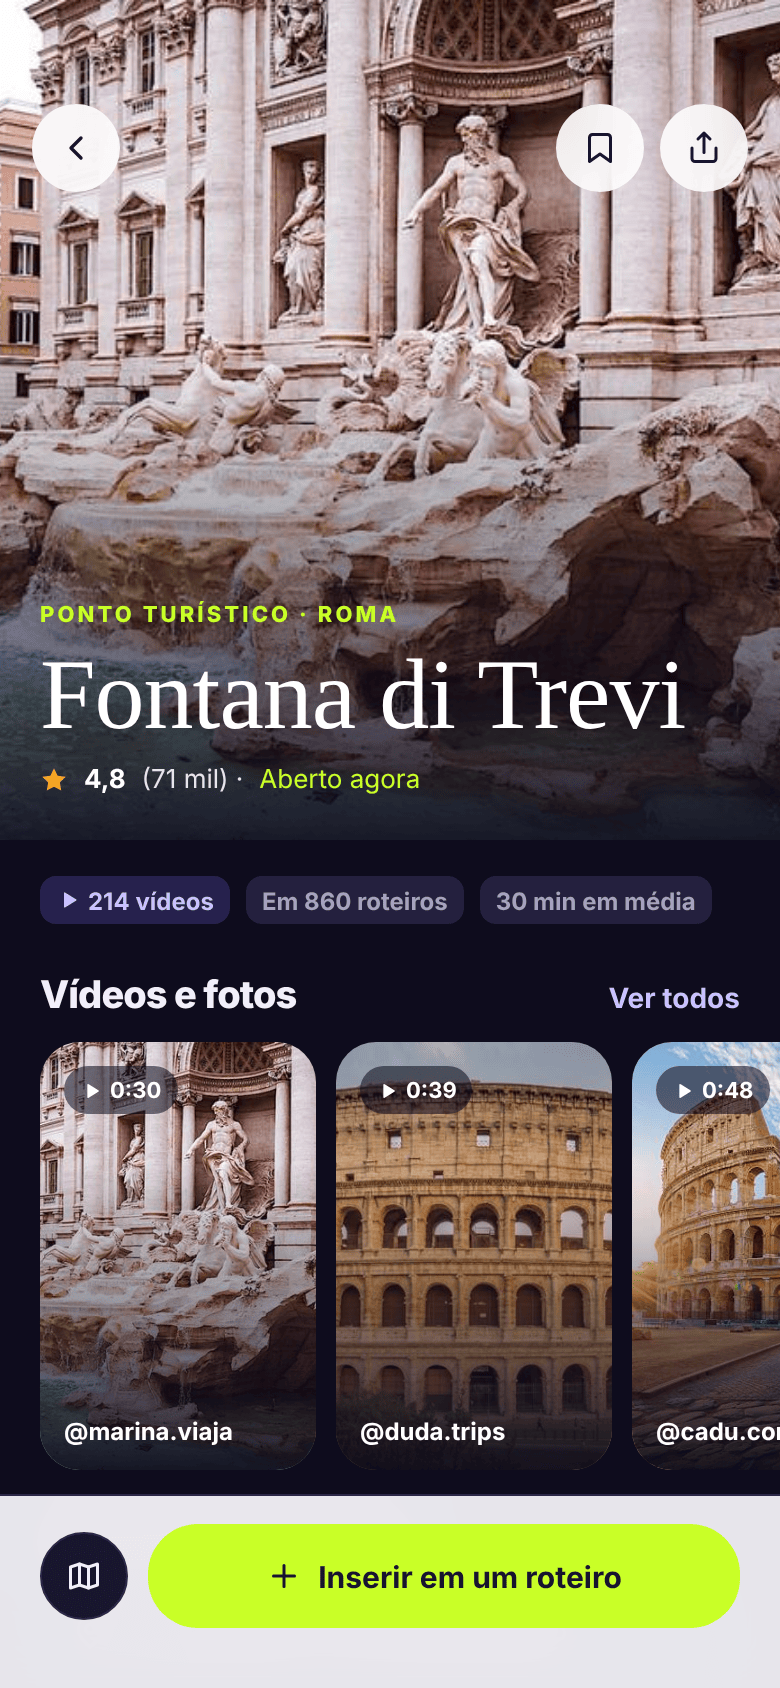 PONTO TURÍSTICO · ROMA
Fontana di Trevi
4,8 (71 mil) · Aberto agora
214 vídeos
Em 860 roteiros
30 min em média
Vídeos e fotos
Ver todos
0:30
0:39
0:48
@marina.viaja
@duda.trips
@cadu.co
Inserir em um roteiro